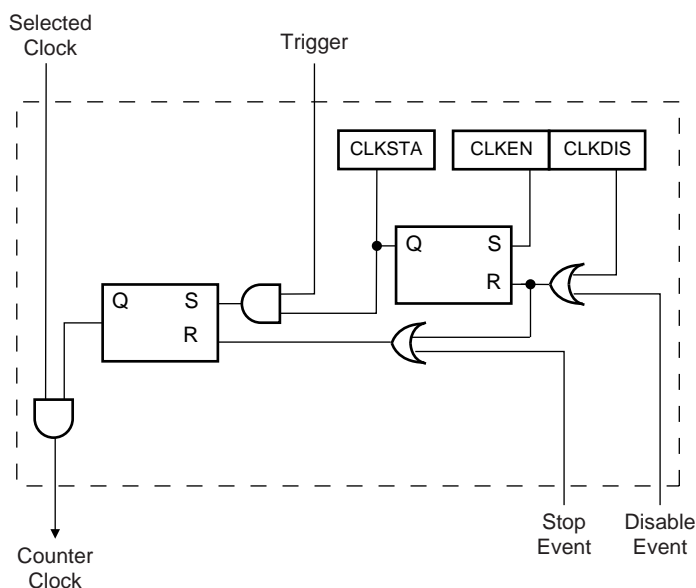 Selected
Clock
Trigger
CLKSTA
CLKEN
CLKDIS
Q
S
R
Q
S
R
Stop
Event
Disable
Event
Counter
Clock